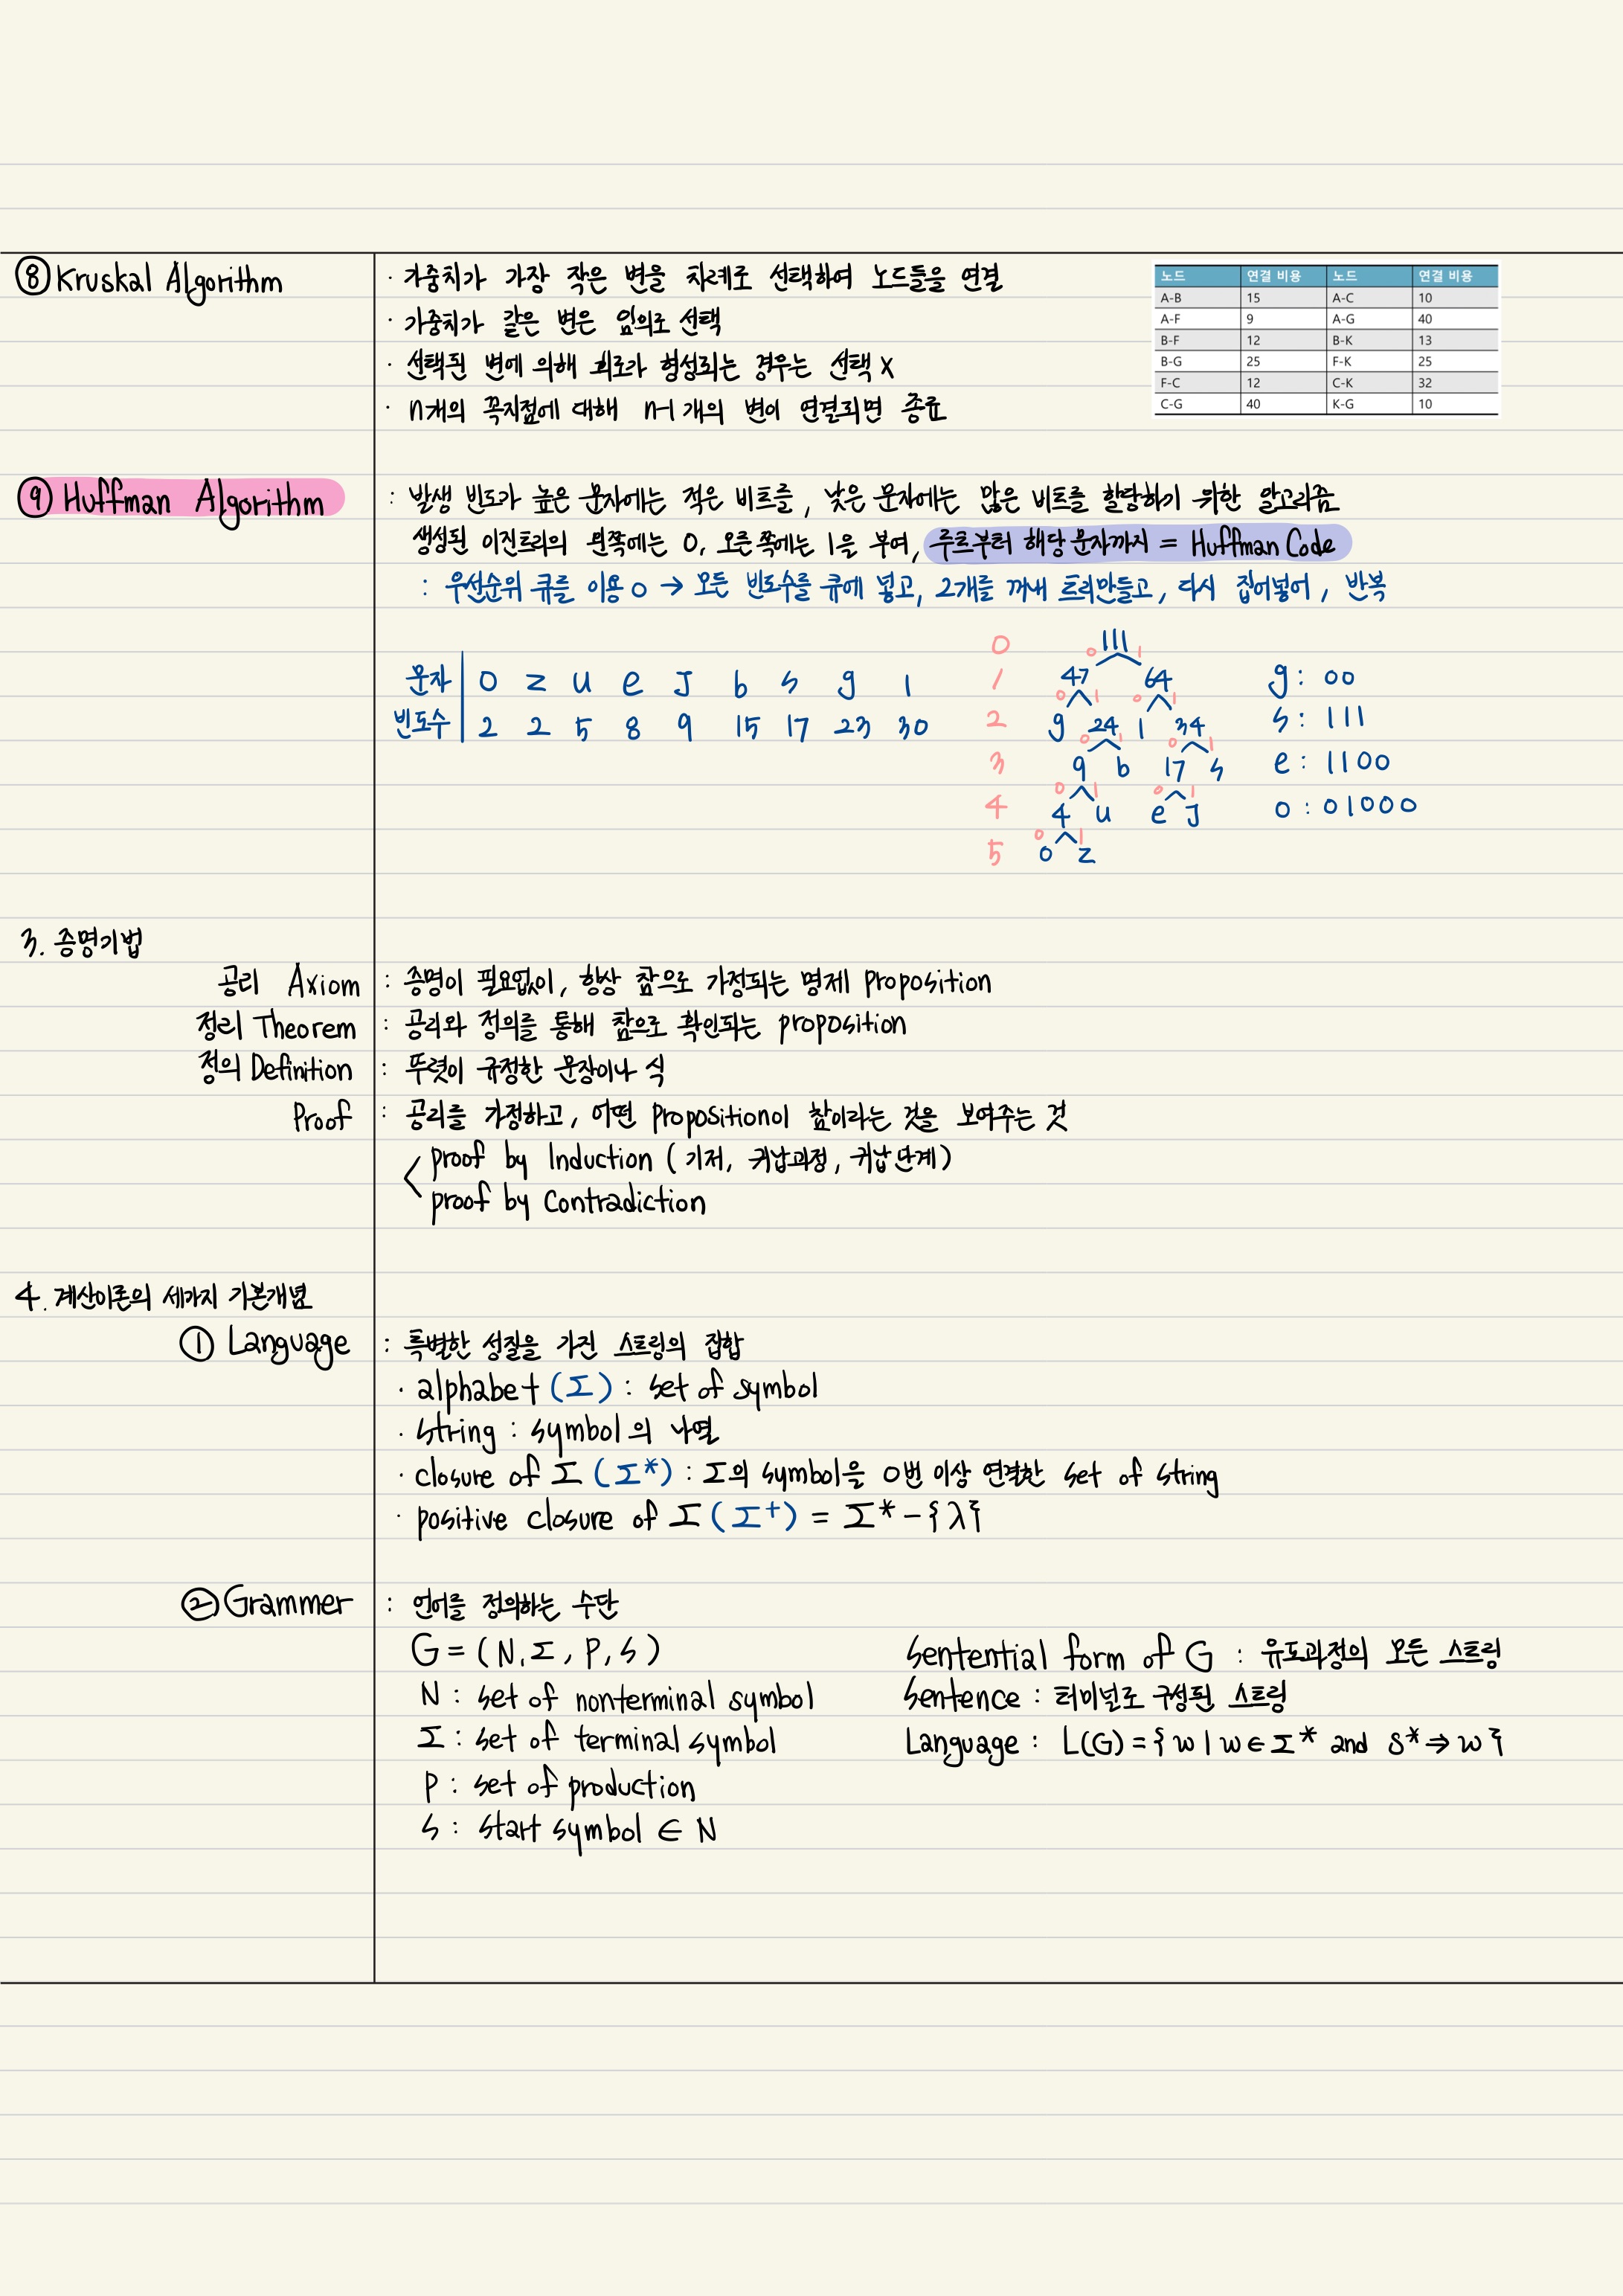 ⑧ Kruskal Algorithm
· 가중치가 가장 작은 변을 차례로 선택하여 노드들을 연결
· 가중치가 같은 변은 임의로 선택
· 선택된 변에 의해 회로가 형성되는 경우는 선택 X
· n개의 꼭지점에 대해 n-1개의 변이 연결되면 종료
노드 연결 비용 노드 연결 비용
A-B 15 A-C 10
A-F 9 A-G 40
B-F 12 B-K 13
B-G 25 F-K 25
F-C 12 C-K 32
C-G 40 K-G 10
⑨ Huffman Algorithm
: 발생 빈도가 높은 문자에는 적은 비트를, 낮은 문자에는 많은 비트를 할당하기 위한 알고리즘
생성된 이진트리의 왼쪽에는 0, 오른쪽에는 1을 부여, 루트부터 해당 문자까지 = Huffman Code
: 우선순위 큐를 이용 o → 모든 빈도수를 큐에 넣고, 2개를 꺼내 트리만들고, 다시 집어넣어, 반복
문자 o z u e J b s g 1
빈도수 2 2 5 8 9 15 17 23 30
0 111
0 1
1 47 64
0 1 0 1
2 g 24 1 34
0 1 0 1
3 9 b 17 s
0 1 0 1
4 4 u e J
0 1
5 o z
g : 00
s : 111
e : 1100
o : 01000
3. 증명기법
공리 Axiom : 증명이 필요없이, 항상 참으로 가정되는 명제 proposition
정리 Theorem : 공리와 정의를 통해 참으로 확인되는 proposition
정의 Definition : 뚜렷이 규정한 문장이나 식
Proof : 공리를 가정하고, 어떤 proposition이 참이라는 것을 보여주는 것
proof by Induction (기저, 귀납과정, 귀납단계)
proof by Contradiction
4. 계산이론의 세가지 기본개념
① Language : 특별한 성질을 가진 스트링의 집합
· alphabet (Σ) : set of symbol
· string : symbol의 나열
· closure of Σ (Σ*) : Σ의 symbol을 0번 이상 연결한 set of string
· positive closure of Σ (Σ+) = Σ* - {λ}
② Grammer : 언어를 정의하는 수단
G = (N, Σ, P, S)
N : set of nonterminal symbol
Σ : set of terminal symbol
P : set of production
S : start symbol ∈ N
sentential form of G : 유도과정의 모든 스트링
sentence : 터미널로 구성된 스트링
Language : L(G) = { w | w ∈ Σ* and S* ⇒ w }